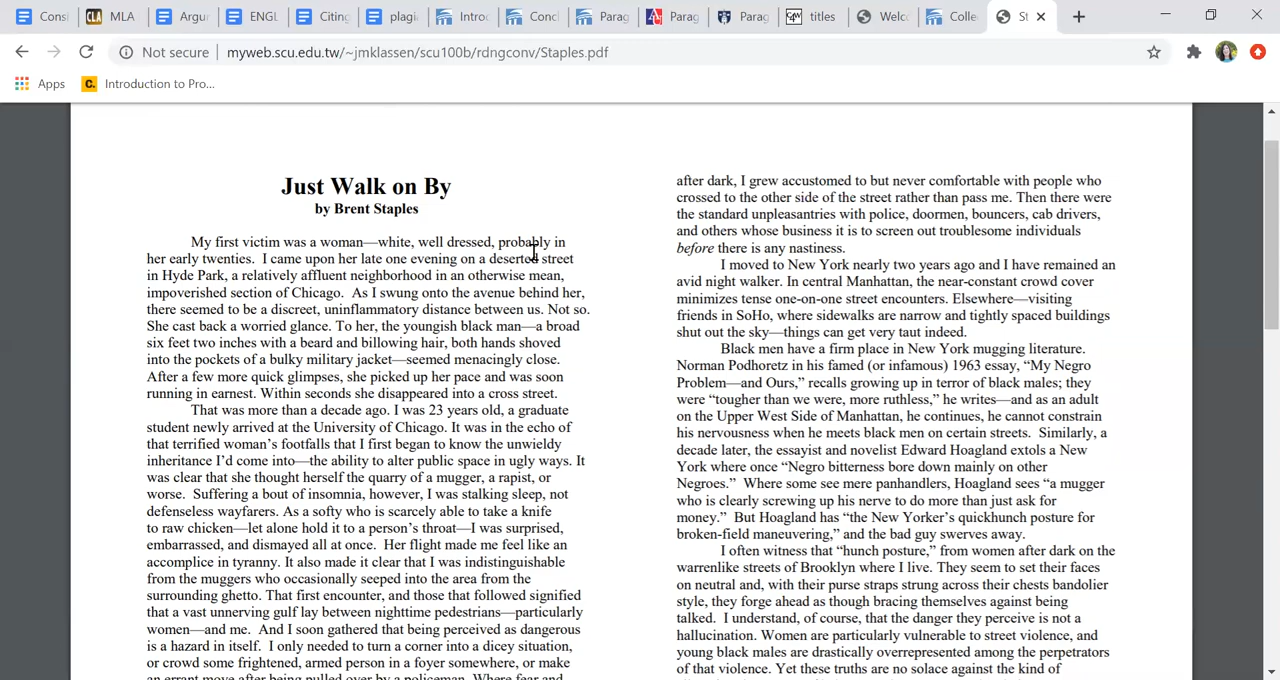 Consi
MLA
Argur
ENGL
Citing
plagi
Introd
Concl
Parag
Parag
Parag
titles
Welco
Colle
St
Not secure
myweb.scu.edu.tw/~jmklassen/scu100b/rdngconv/Staples.pdf
Apps
Introduction to Pro...
Just Walk on By
by Brent Staples
My first victim was a woman—white, well dressed, probably in
her early twenties. I came upon her late one evening on a deserted street
in Hyde Park, a relatively affluent neighborhood in an otherwise mean,
impoverished section of Chicago. As I swung onto the avenue behind her,
there seemed to be a discreet, uninflammatory distance between us. Not so.
She cast back a worried glance. To her, the youngish black man—a broad
six feet two inches with a beard and billowing hair, both hands shoved
into the pockets of a bulky military jacket—seemed menacingly close.
After a few more quick glimpses, she picked up her pace and was soon
running in earnest. Within seconds she disappeared into a cross street.
That was more than a decade ago. I was 23 years old, a graduate
student newly arrived at the University of Chicago. It was in the echo of
that terrified woman's footfalls that I first began to know the unwieldy
inheritance I'd come into—the ability to alter public space in ugly ways. It
was clear that she thought herself the quarry of a mugger, a rapist, or
worse. Suffering a bout of insomnia, however, I was stalking sleep, not
defenseless wayfarers. As a softy who is scarcely able to take a knife
to raw chicken—let alone hold it to a person's throat—I was surprised,
embarrassed, and dismayed all at once. Her flight made me feel like an
accomplice in tyranny. It also made it clear that I was indistinguishable
from the muggers who occasionally seeped into the area from the
surrounding ghetto. That first encounter, and those that followed signified
that a vast unnerving gulf lay between nighttime pedestrians—particularly
women—and me. And I soon gathered that being perceived as dangerous
is a hazard in itself. I only needed to turn a corner into a dicey situation,
or crowd some frightened, armed person in a foyer somewhere, or make
an errant move after being pulled over by a policeman. Where fear and
after dark, I grew accustomed to but never comfortable with people who
crossed to the other side of the street rather than pass me. Then there were
the standard unpleasantries with police, doormen, bouncers, cab drivers,
and others whose business it is to screen out troublesome individuals
before there is any nastiness.
I moved to New York nearly two years ago and I have remained an
avid night walker. In central Manhattan, the near-constant crowd cover
minimizes tense one-on-one street encounters. Elsewhere—visiting
friends in SoHo, where sidewalks are narrow and tightly spaced buildings
shut out the sky—things can get very taut indeed.
Black men have a firm place in New York mugging literature.
Norman Podhoretz in his famed (or infamous) 1963 essay, "My Negro
Problem—and Ours," recalls growing up in terror of black males; they
were "tougher than we were, more ruthless," he writes—and as an adult
on the Upper West Side of Manhattan, he continues, he cannot constrain
his nervousness when he meets black men on certain streets. Similarly, a
decade later, the essayist and novelist Edward Hoagland extols a New
York where once "Negro bitterness bore down mainly on other
Negroes." Where some see mere panhandlers, Hoagland sees "a mugger
who is clearly screwing up his nerve to do more than just ask for
money." But Hoagland has "the New Yorker's quickhunch posture for
broken-field maneuvering," and the bad guy swerves away.
I often witness that "hunch posture," from women after dark on the
warrenlike streets of Brooklyn where I live. They seem to set their faces
on neutral and, with their purse straps strung across their chests bandolier
style, they forge ahead as though bracing themselves against being
talked. I understand, of course, that the danger they perceive is not a
hallucination. Women are particularly vulnerable to street violence, and
young black males are drastically overrepresented among the perpetrators
of that violence. Yet these truths are no solace against the kind of